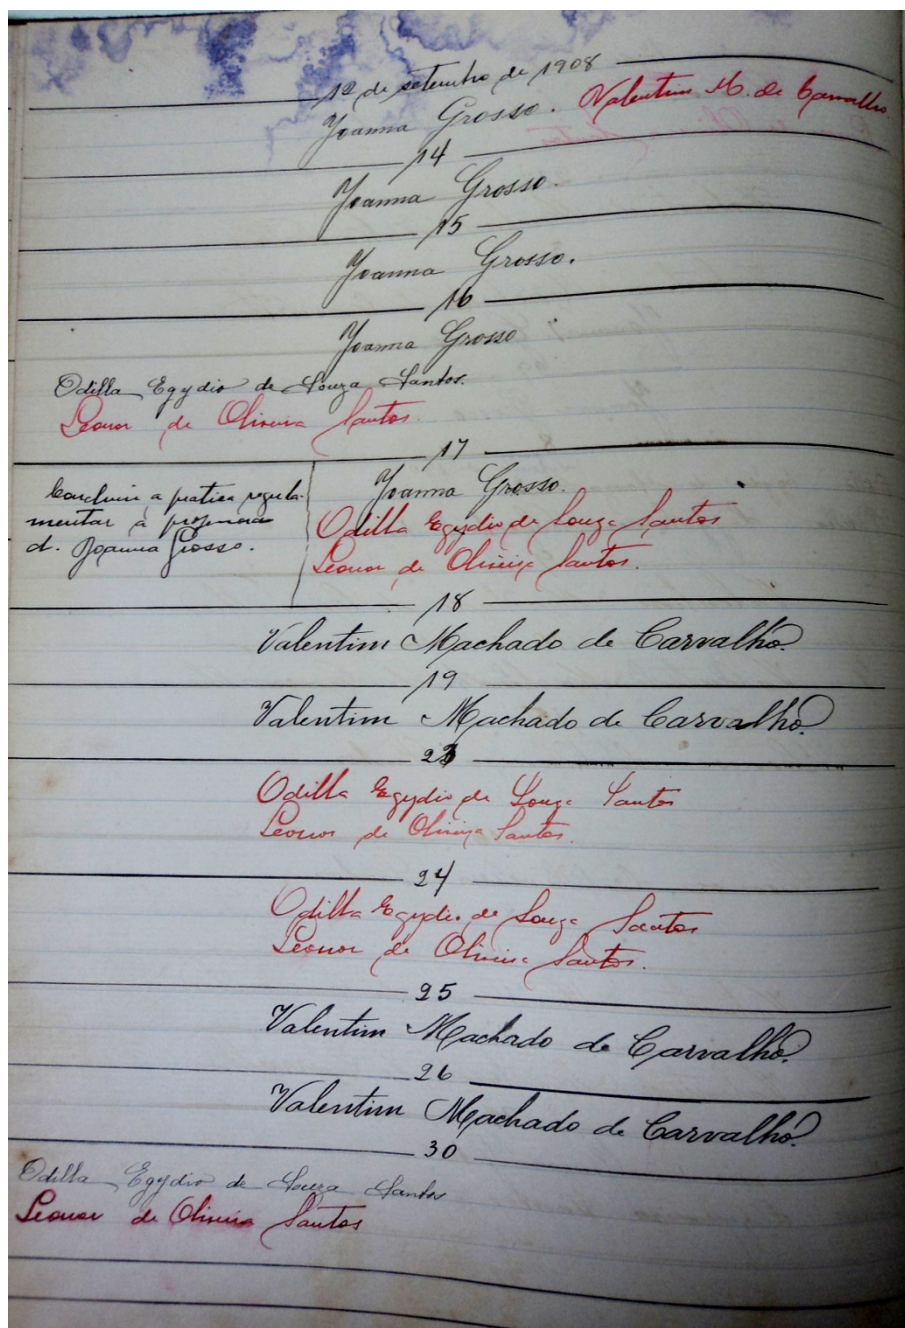 12 de setembro de 1908
Joanna Grosso. Valentim M. de Carvalho.
14
Joanna Grosso.
15
Joanna Grosso.
16
Joanna Grosso
Odilla Egydio de Souza Santos.
Leonor de Oliveira Santos.
17
Concluiu a pratica regula-
mentar a professora
d. Joanna Grosso.
Joanna Grosso.
Odilla Egydio de Souza Santos
Leonor de Oliveira Santos.
18
Valentim Machado de Carvalho.
19
Valentim Machado de Carvalho.
23
Odilla Egydio de Souza Santos
Leonor de Oliveira Santos.
24
Odilla Egydio de Souza Santos
Leonor de Oliveira Santos.
25
Valentim Machado de Carvalho.
26
Valentim Machado de Carvalho.
30
Odilla Egydio de Souza Santos
Leonor de Oliveira Santos